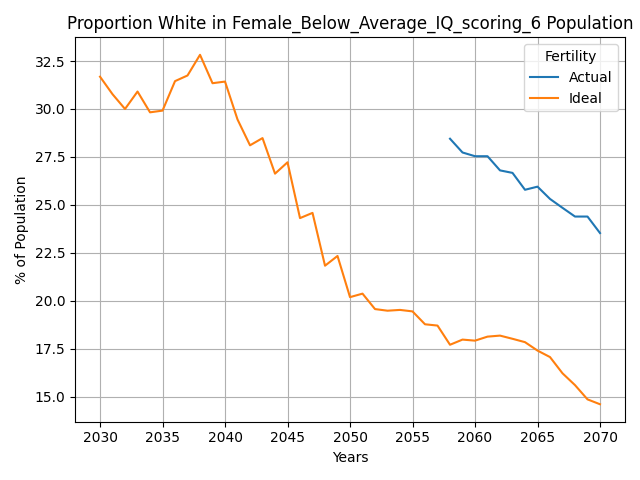 Proportion White in Female_Below_Average_IQ_scoring_6 Population
Fertility
Actual
Ideal
% of Population
32.5
30.0
27.5
25.0
22.5
20.0
17.5
15.0
2030 2035 2040 2045 2050 2055 2060 2065 2070
Years